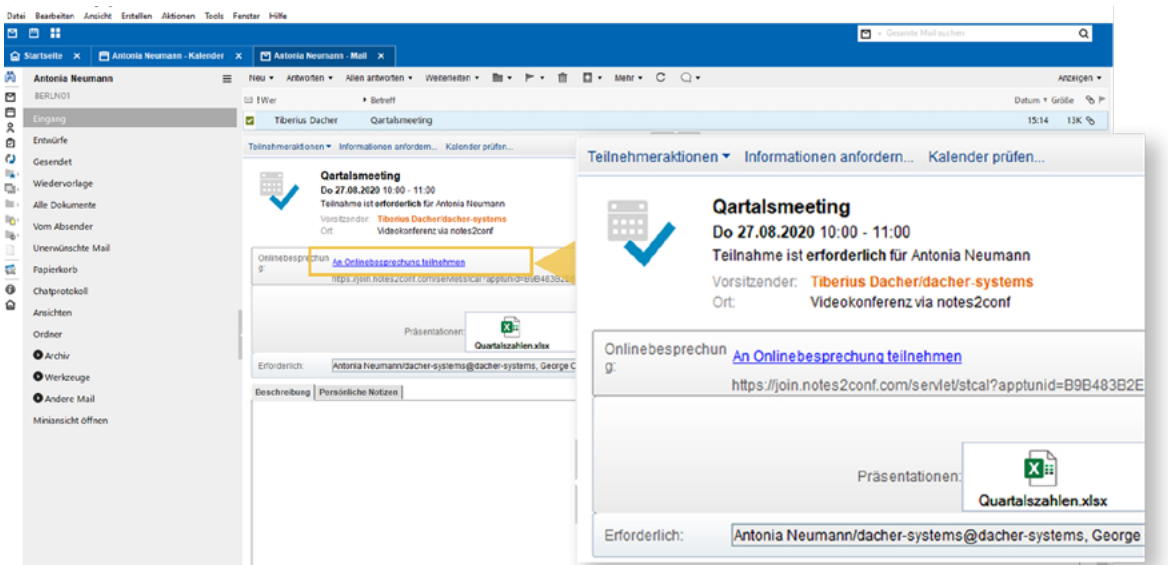 Datei Bearbeiten Ansicht Erstellen Aktionen Tools Fenster Hilfe
Gesamte Mail suchen
Startseite X Antonia Neumann - Kalender X Antonia Neumann - Mail X
Antonia Neumann
BERLN01
Eingang
Entwürfe
Gesendet
Wiedervorlage
Alle Dokumente
Vom Absender
Unerwünschte Mail
Papierkorb
Chatprotokoll
Ansichten
Ordner
Archiv
Werkzeuge
Andere Mail
Miniansicht öffnen
Neu Antworten Allen antworten Weiterleiten Mehr Anzeigen
! Wer Betreff Datum Größe
Tiberius Dacher Qartalsmeeting 15:14 13K
Teilnehmeraktionen Informationen anfordern... Kalender prüfen...
Qartalsmeeting
Do 27.08.2020 10:00 - 11:00
Teilnahme ist erforderlich für Antonia Neumann
Vorsitzender: Tiberius Dacher/dacher-systems
Ort: Videokonferenz via notes2conf
Onlinebesprechun
g:
An Onlinebesprechung teilnehmen
https://join.notes2conf.com/servlet/stcal?apptunid=B9B483B2E
Präsentationen:
Quartalszahlen.xlsx
Erforderlich: Antonia Neumann/dacher-systems@dacher-systems, George C
Beschreibung Persönliche Notizen
Teilnehmeraktionen Informationen anfordern... Kalender prüfen...
Qartalsmeeting
Do 27.08.2020 10:00 - 11:00
Teilnahme ist erforderlich für Antonia Neumann
Vorsitzender: Tiberius Dacher/dacher-systems
Ort: Videokonferenz via notes2conf
Onlinebesprechun
g:
An Onlinebesprechung teilnehmen
https://join.notes2conf.com/servlet/stcal?apptunid=B9B483B2E
Präsentationen:
Quartalszahlen.xlsx
Erforderlich: Antonia Neumann/dacher-systems@dacher-systems, George